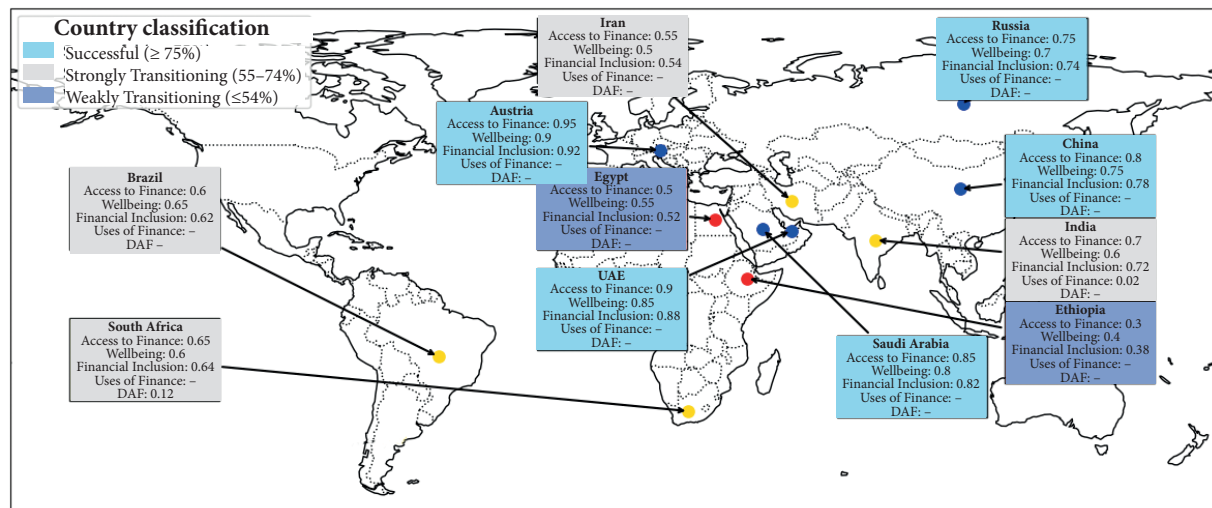 Country classification
Successful (≥ 75%)
Strongly Transitioning (55–74%)
Weakly Transitioning (≤54%)
Iran
Access to Finance: 0.55
Wellbeing: 0.5
Financial Inclusion: 0.54
Uses of Finance: –
DAF: –
Russia
Access to Finance: 0.75
Wellbeing: 0.7
Financial Inclusion: 0.74
Uses of Finance: –
DAF: –
Austria
Access to Finance: 0.95
Wellbeing: 0.9
Financial Inclusion: 0.92
Uses of Finance: –
DAF: –
China
Access to Finance: 0.8
Wellbeing: 0.75
Financial Inclusion: 0.78
Uses of Finance: –
DAF: –
Brazil
Access to Finance: 0.6
Wellbeing: 0.65
Financial Inclusion: 0.62
Uses of Finance: –
DAF –
Egypt
Access to Finance: 0.5
Wellbeing: 0.55
Financial Inclusion: 0.52
Uses of Finance: –
DAF: –
India
Access to Finance: 0.7
Wellbeing: 0.6
Financial Inclusion: 0.72
Uses of Finance: 0.02
DAF: –
UAE
Access to Finance: 0.9
Wellbeing: 0.85
Financial Inclusion: 0.88
Uses of Finance: –
DAF: –
Ethiopia
Access to Finance: 0.3
Wellbeing: 0.4
Financial Inclusion: 0.38
Uses of Finance: –
DAF: –
South Africa
Access to Finance: 0.65
Wellbeing: 0.6
Financial Inclusion: 0.64
Uses of Finance: –
DAF: 0.12
Saudi Arabia
Access to Finance: 0.85
Wellbeing: 0.8
Financial Inclusion: 0.82
Uses of Finance: –
DAF: –